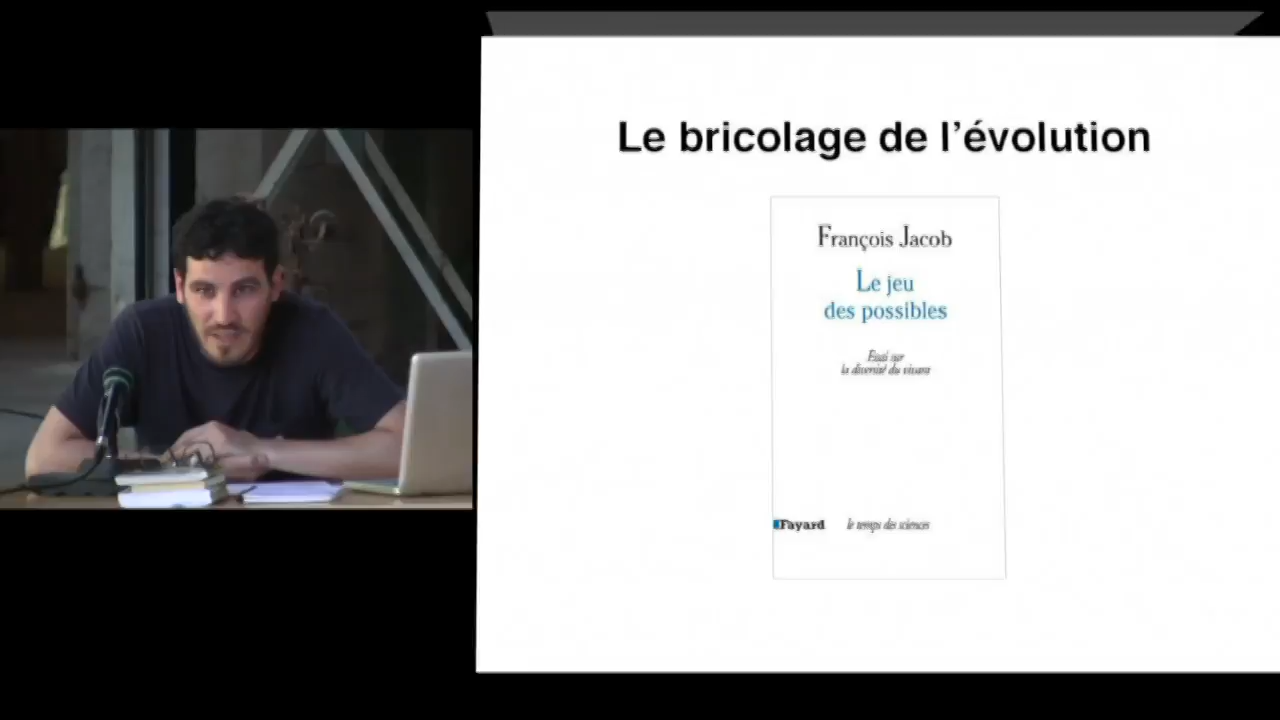 Le bricolage de l’évolution
François Jacob
Le jeu
des possibles
Essai sur
la diversité du vivant
Fayard le temps des sciences